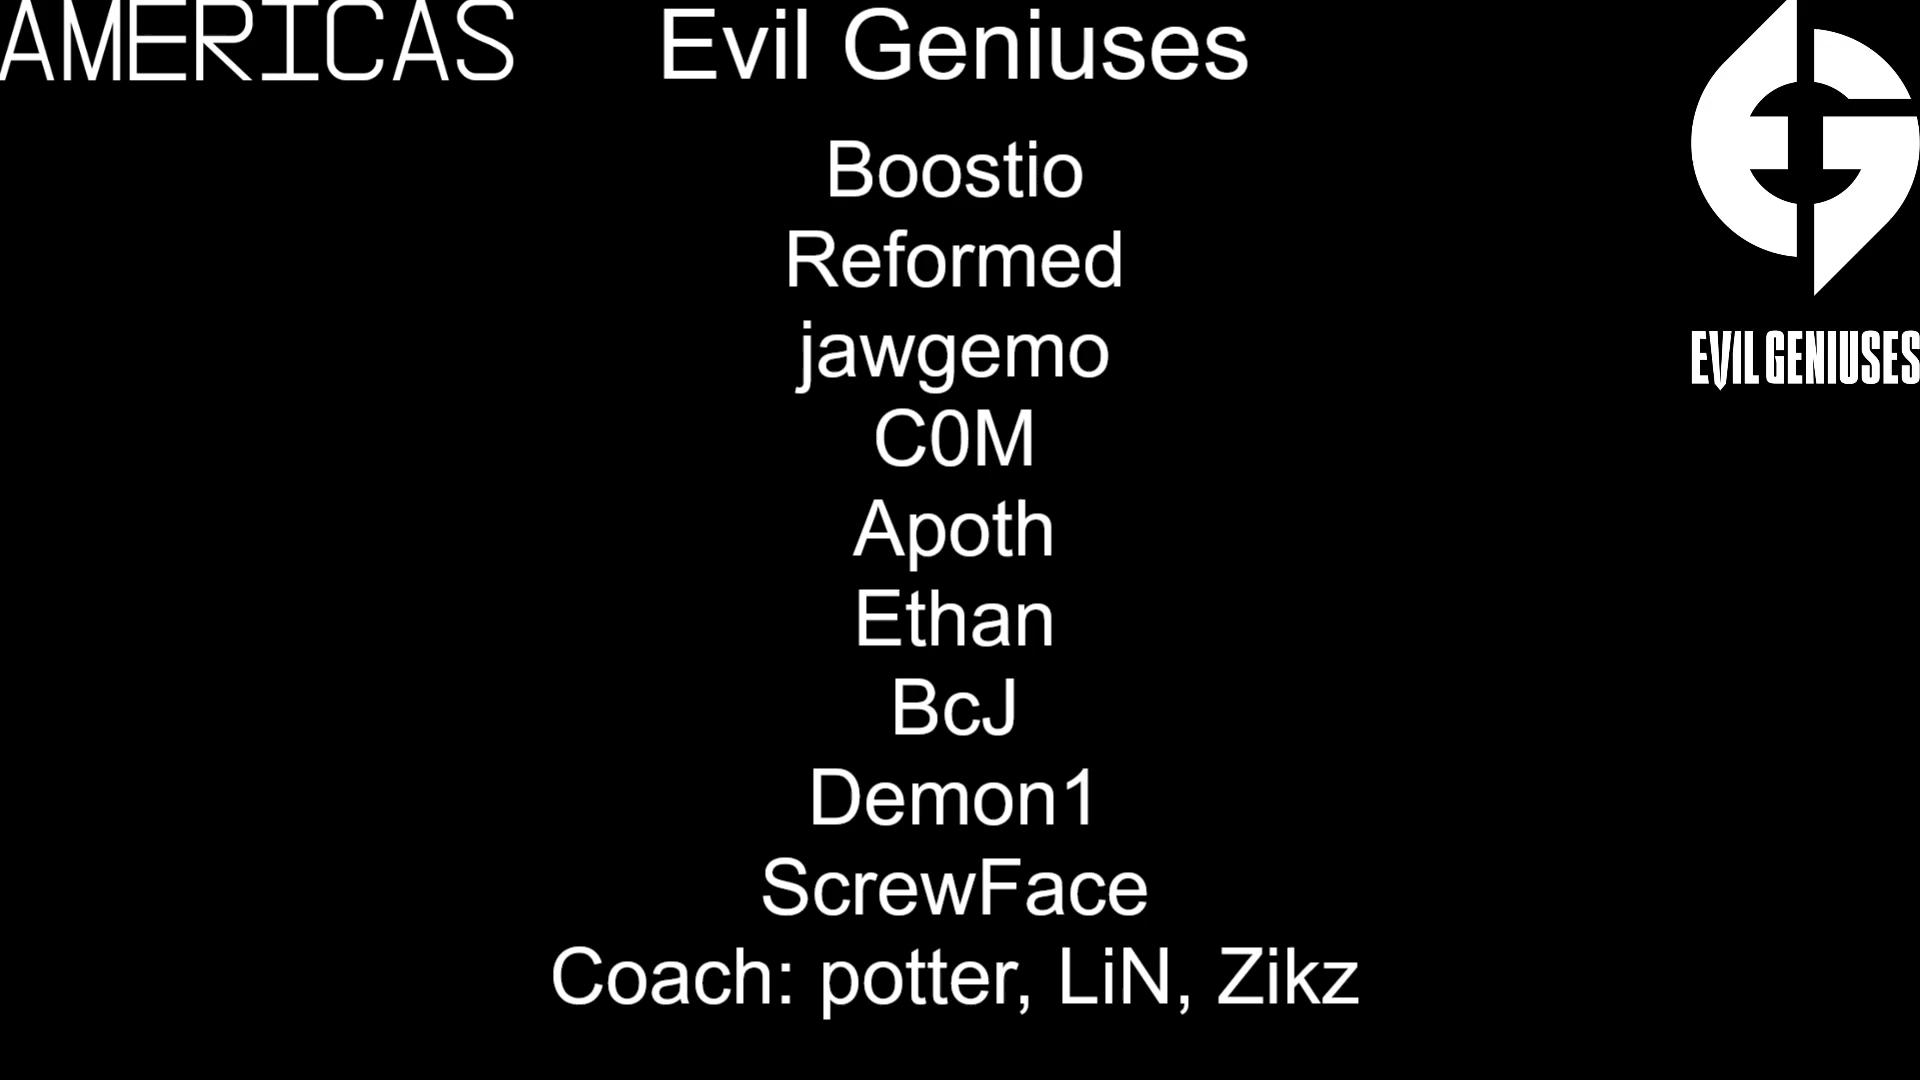 AMERICAS
Evil Geniuses
Boostio
Reformed
jawgemo
C0M
Apoth
Ethan
BcJ
Demon1
ScrewFace
Coach: potter, LiN, Zikz
EVIL GENIUSES